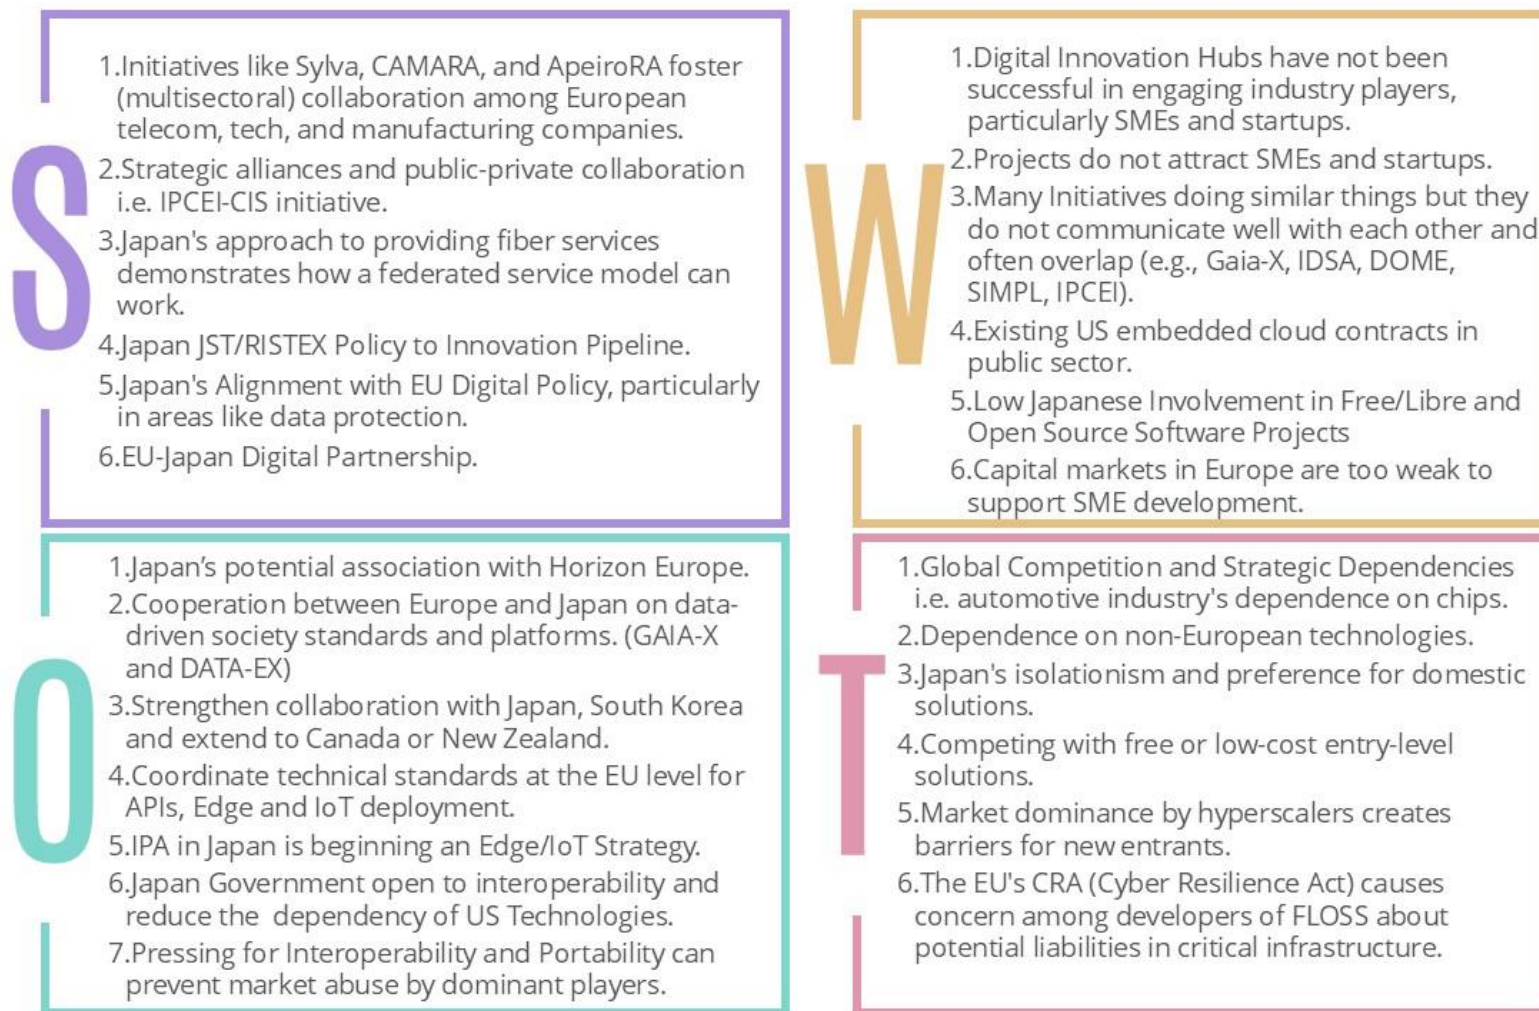 S
1.Initiatives like Sylva, CAMARA, and ApeiroRA foster
(multisectoral) collaboration among European
telecom, tech, and manufacturing companies.
2.Strategic alliances and public-private collaboration
i.e. IPCEI-CIS initiative.
3.Japan's approach to providing fiber services
demonstrates how a federated service model can
work.
4.Japan JST/RISTEX Policy to Innovation Pipeline.
5.Japan's Alignment with EU Digital Policy, particularly
in areas like data protection.
6.EU-Japan Digital Partnership.
W
1.Digital Innovation Hubs have not been
successful in engaging industry players,
particularly SMEs and startups.
2.Projects do not attract SMEs and startups.
3.Many Initiatives doing similar things but they
do not communicate well with each other and
often overlap (e.g., Gaia-X, IDSA, DOME,
SIMPL, IPCEI).
4.Existing US embedded cloud contracts in
public sector.
5.Low Japanese Involvement in Free/Libre and
Open Source Software Projects
6.Capital markets in Europe are too weak to
support SME development.
O
1.Japan’s potential association with Horizon Europe.
2.Cooperation between Europe and Japan on data-
driven society standards and platforms. (GAIA-X
and DATA-EX)
3.Strengthen collaboration with Japan, South Korea
and extend to Canada or New Zealand.
4.Coordinate technical standards at the EU level for
APIs, Edge and IoT deployment.
5.IPA in Japan is beginning an Edge/IoT Strategy.
6.Japan Government open to interoperability and
reduce the dependency of US Technologies.
7.Pressing for Interoperability and Portability can
prevent market abuse by dominant players.
T
1.Global Competition and Strategic Dependencies
i.e. automotive industry's dependence on chips.
2.Dependence on non-European technologies.
3.Japan's isolationism and preference for domestic
solutions.
4.Competing with free or low-cost entry-level
solutions.
5.Market dominance by hyperscalers creates
barriers for new entrants.
6.The EU's CRA (Cyber Resilience Act) causes
concern among developers of FLOSS about
potential liabilities in critical infrastructure.